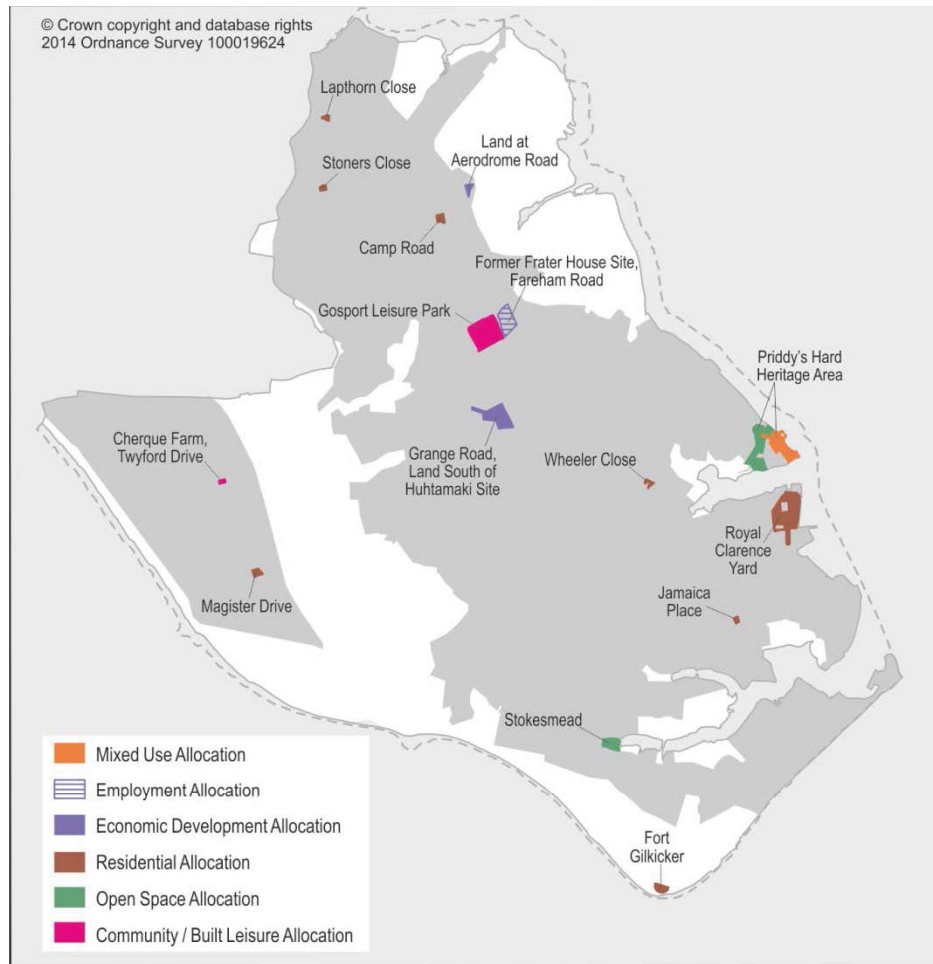 © Crown copyright and database rights
2014 Ordnance Survey 100019624
Lapthorn Close
Land at
Aerodrome Road
Stoners Close
Camp Road
Former Frater House Site,
Fareham Road
Gosport Leisure Park
Priddy's Hard
Heritage Area
Cherque Farm,
Twyford Drive
Grange Road,
Land South of
Huhtamaki Site
Wheeler Close
Royal
Clarence
Yard
Magister Drive
Jamaica
Place
Stokesmead
Fort
Gilkicker
Mixed Use Allocation
Employment Allocation
Economic Development Allocation
Residential Allocation
Open Space Allocation
Community / Built Leisure Allocation